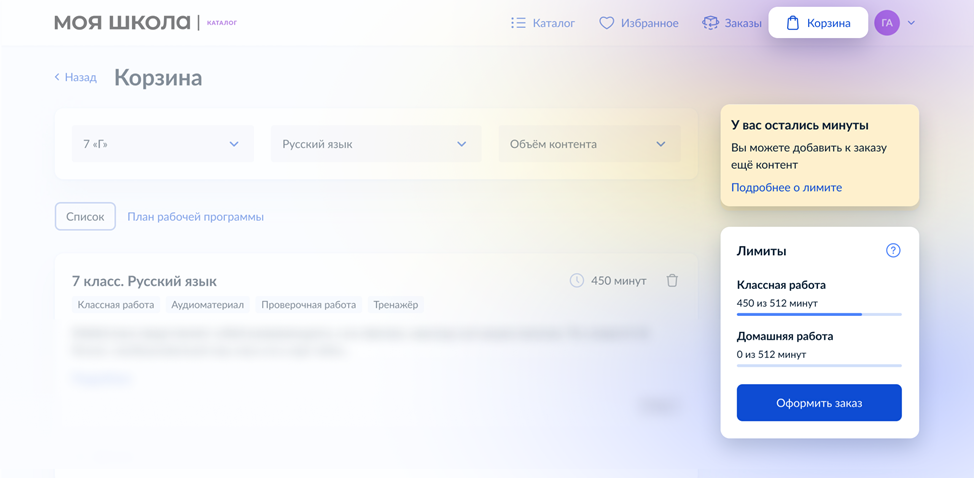 МОЯ ШКОЛА | КАТАЛОГ
Каталог
Избранное
Заказы
Корзина
ГА
Назад
Корзина
7 «Г»
Русский язык
Объём контента
Список
План рабочей программы
7 класс. Русский язык
450 минут
Классная работа
Аудиоматериал
Проверочная работа
Тренажёр
У вас остались минуты
Вы можете добавить к заказу
ещё контент
Подробнее о лимите
Лимиты
?
Классная работа
450 из 512 минут
Домашняя работа
0 из 512 минут
Оформить заказ